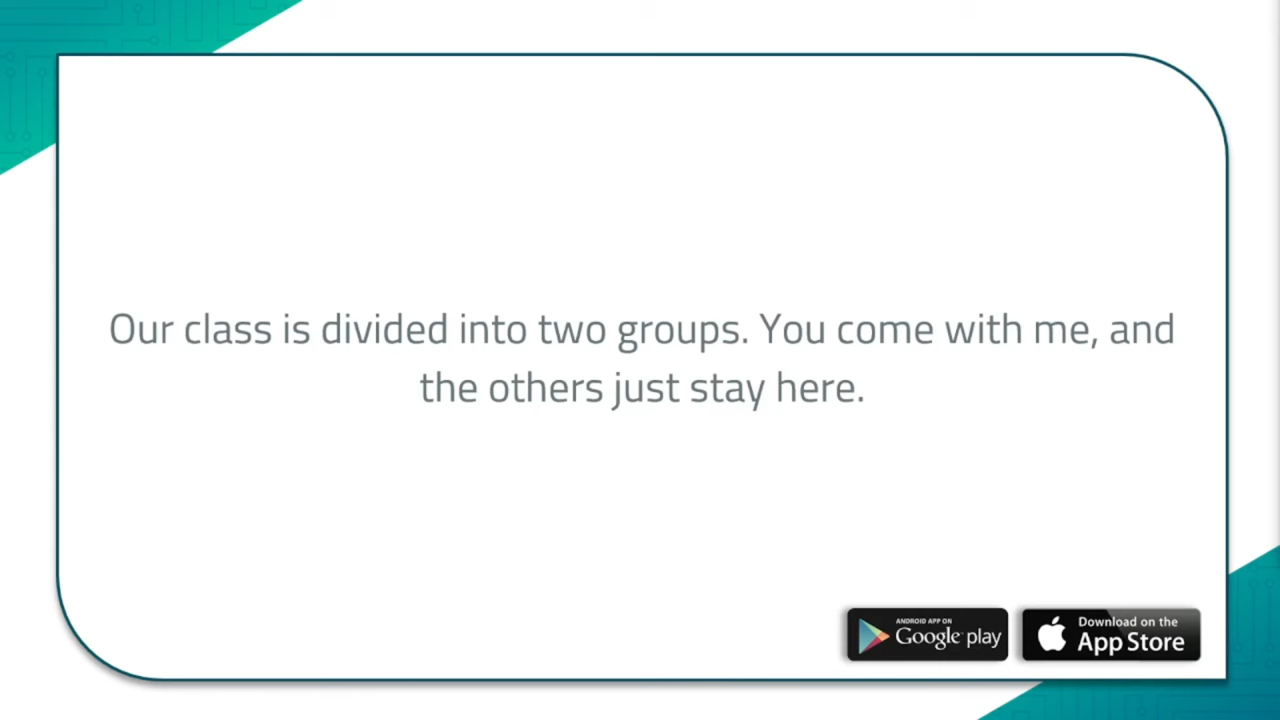 Our class is divided into two groups. You come with me, and
the others just stay here.
ANDROID APP ON
Google play
Download on the
App Store